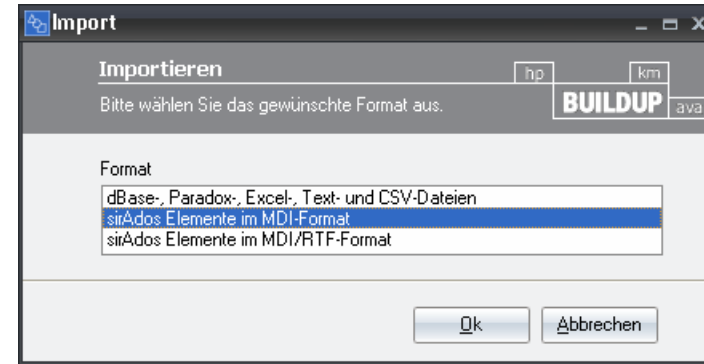 Import
Importieren
hp
km
Bitte wählen Sie das gewünschte Format aus.
BUILDUP
ava
Format
dBase-, Paradox-, Excel-, Text- und CSV-Dateien
sirAdos Elemente im MDI-Format
sirAdos Elemente im MDI/RTF-Format
Ok
Abbrechen